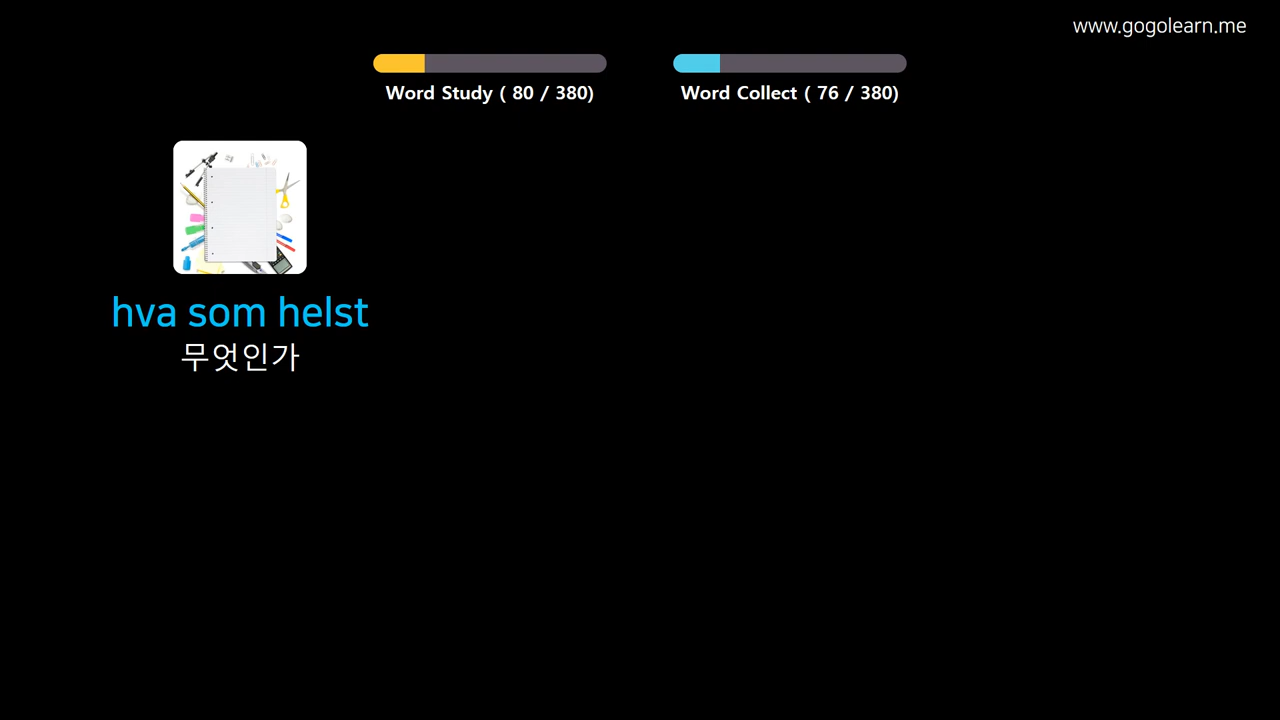 www.gogolearn.me
Word Study ( 80 / 380)
Word Collect ( 76 / 380)
hva som helst
무엇인가